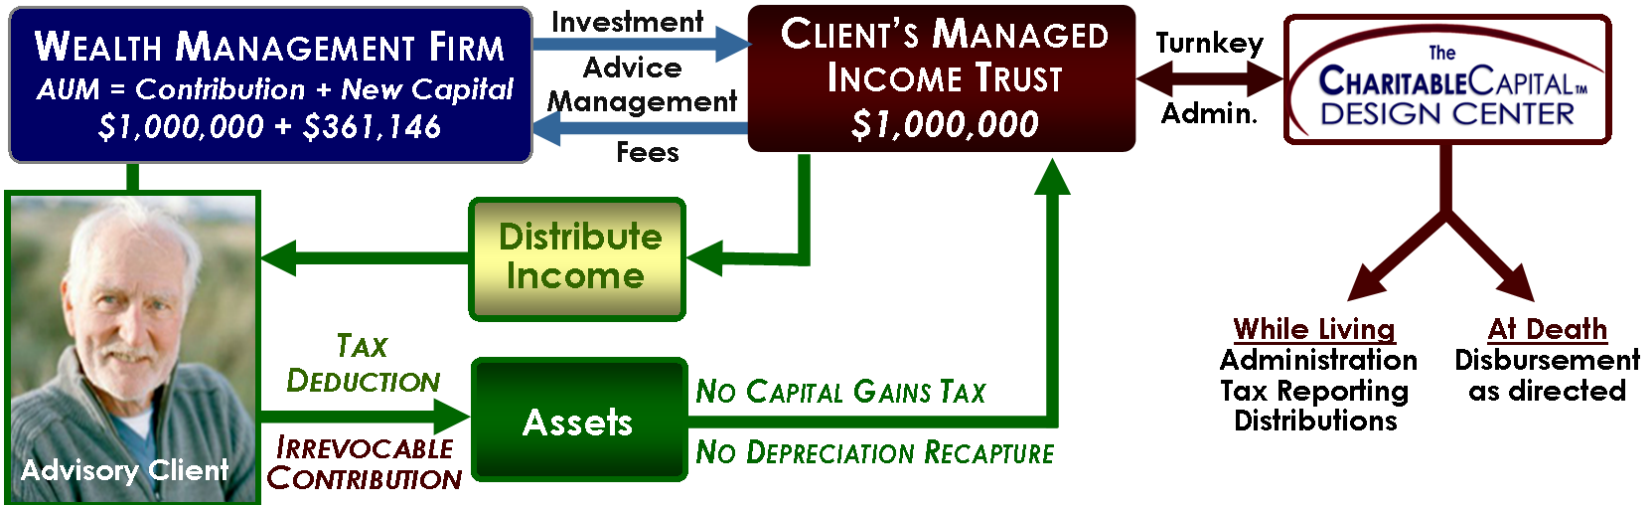 WEALTH MANAGEMENT FIRM
AUM = Contribution + New Capital
$1,000,000 + $361,146
Investment
Advice
Management
Fees
CLIENT'S MANAGED
INCOME TRUST
$1,000,000
Turnkey
Admin.
The
CHARITABLECAPITAL™
DESIGN CENTER
Distribute
Income
TAX
DEDUCTION
IRREVOCABLE
CONTRIBUTION
Assets
NO CAPITAL GAINS TAX
NO DEPRECIATION RECAPTURE
Advisory Client
While Living
Administration
Tax Reporting
Distributions
At Death
Disbursement
as directed